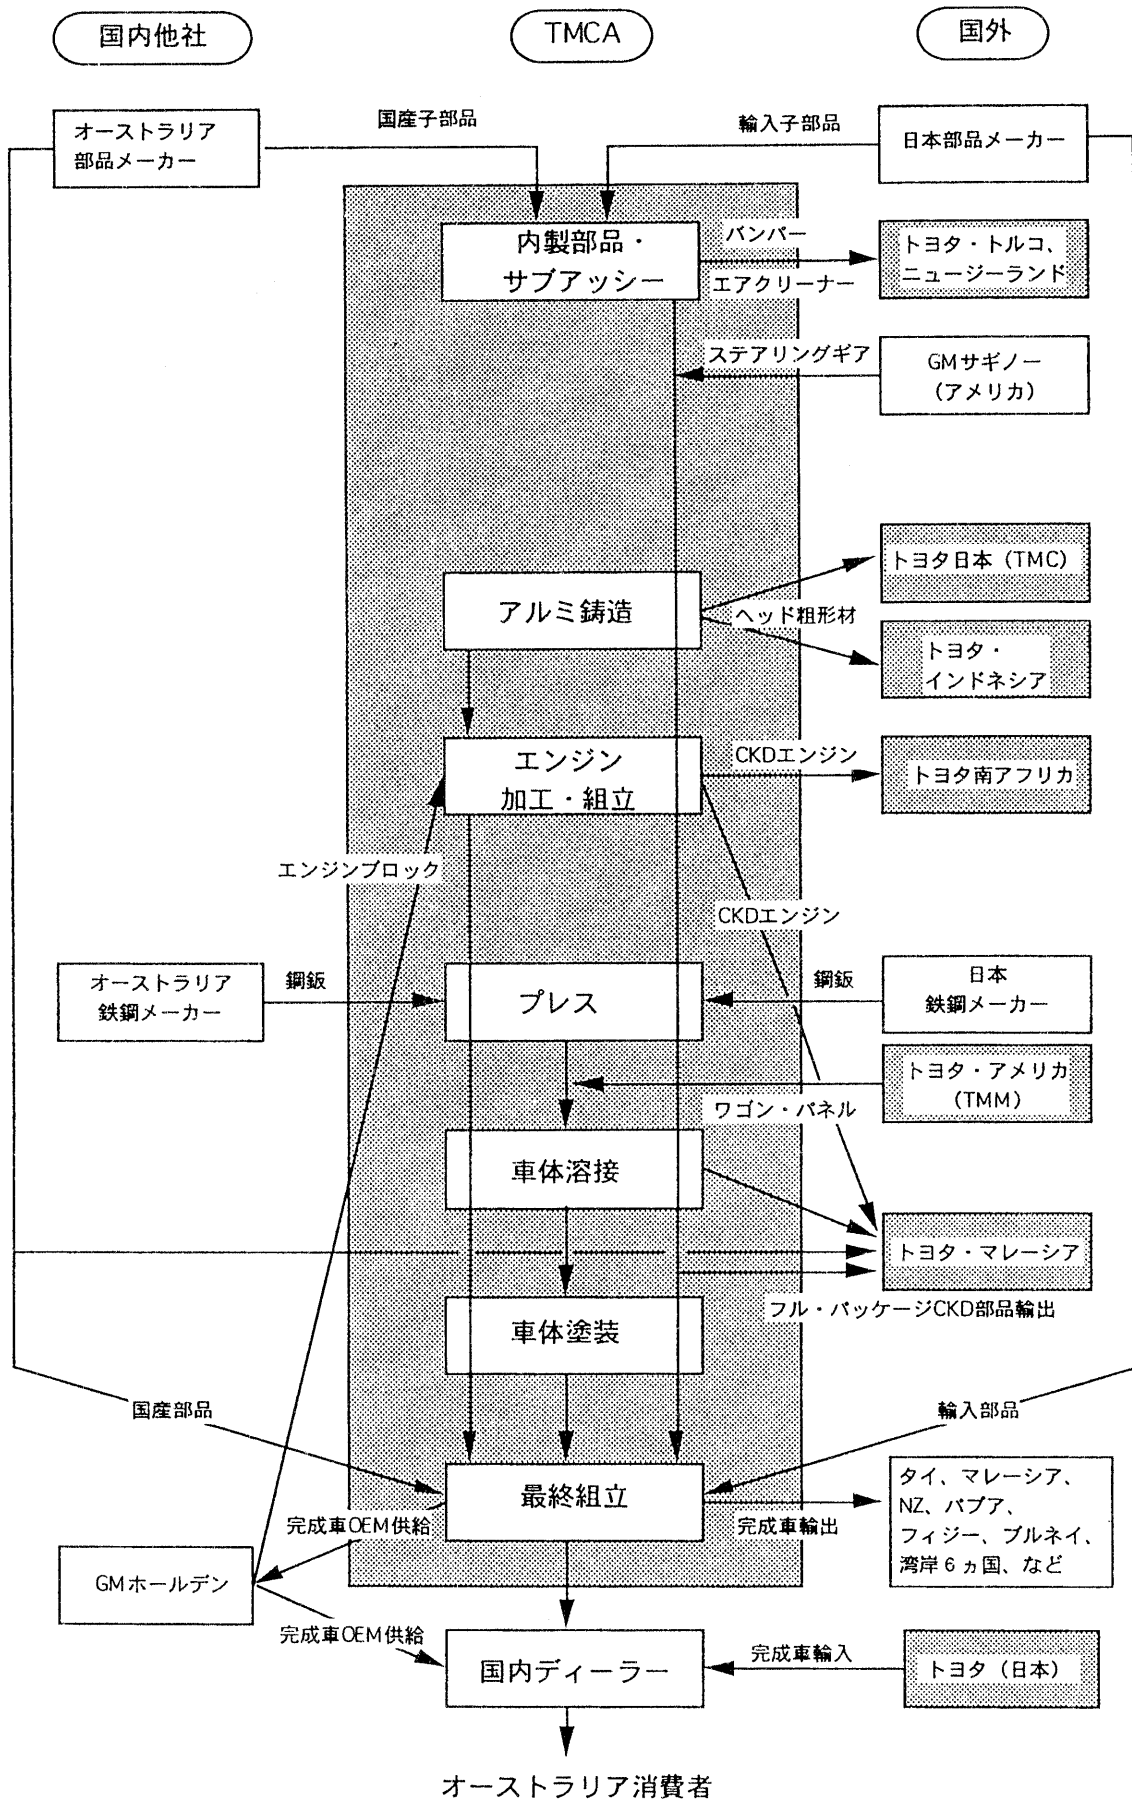 国内他社
TMCA
国外
オーストラリア
部品メーカー
国産子部品
輸入子部品
日本部品メーカー
内製部品・
サブアッシー
バンパー
エアクリーナー
トヨタ・トルコ、
ニュージーランド
ステアリングギア
GMサギノー
（アメリカ）
アルミ鋳造
ヘッド粗形材
トヨタ日本（TMC）
トヨタ・
インドネシア
エンジン
加工・組立
CKDエンジン
トヨタ南アフリカ
エンジンブロック
CKDエンジン
オーストラリア
鉄鋼メーカー
鋼鈑
プレス
鋼鈑
日本
鉄鋼メーカー
トヨタ・アメリカ
（TMM）
ワゴン・パネル
車体溶接
トヨタ・マレーシア
フル・パッケージCKD部品輸出
車体塗装
国産部品
輸入部品
最終組立
完成車OEM供給
完成車輸出
タイ、マレーシア、
NZ、パプア、
フィジー、ブルネイ、
湾岸６ヵ国、など
GMホールデン
完成車OEM供給
国内ディーラー
完成車輸入
トヨタ（日本）
オーストラリア消費者